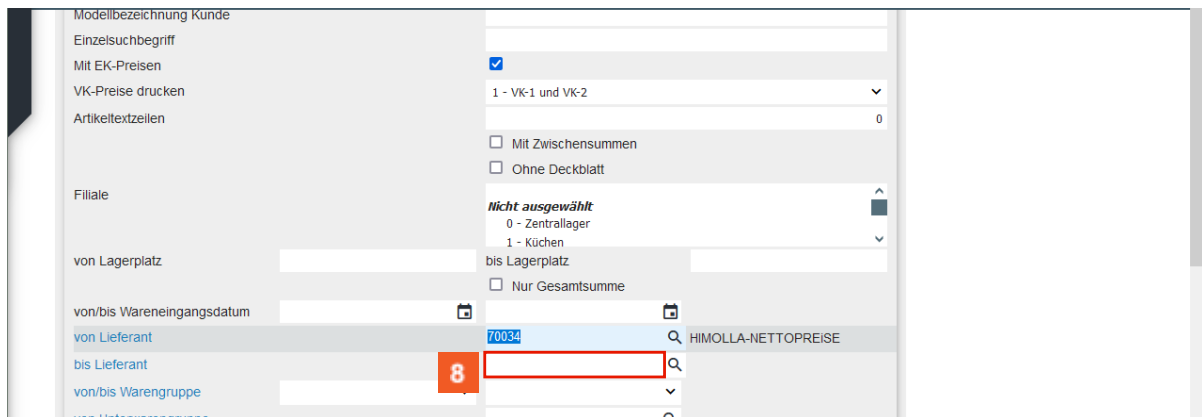 Modellbezeichnung Kunde
Einzelsuchbegriff
Mit EK-Preisen
VK-Preise drucken 1 - VK-1 und VK-2
Artikeltextzeilen 0
Mit Zwischensummen
Ohne Deckblatt
Filiale
Nicht ausgewählt
0 - Zentrallager
1 - Küchen
von Lagerplatz bis Lagerplatz
Nur Gesamtsumme
von/bis Wareneingangsdatum
von Lieferant 70034 HIMOLLA-NETTOPREISE
bis Lieferant
8
von/bis Warengruppe